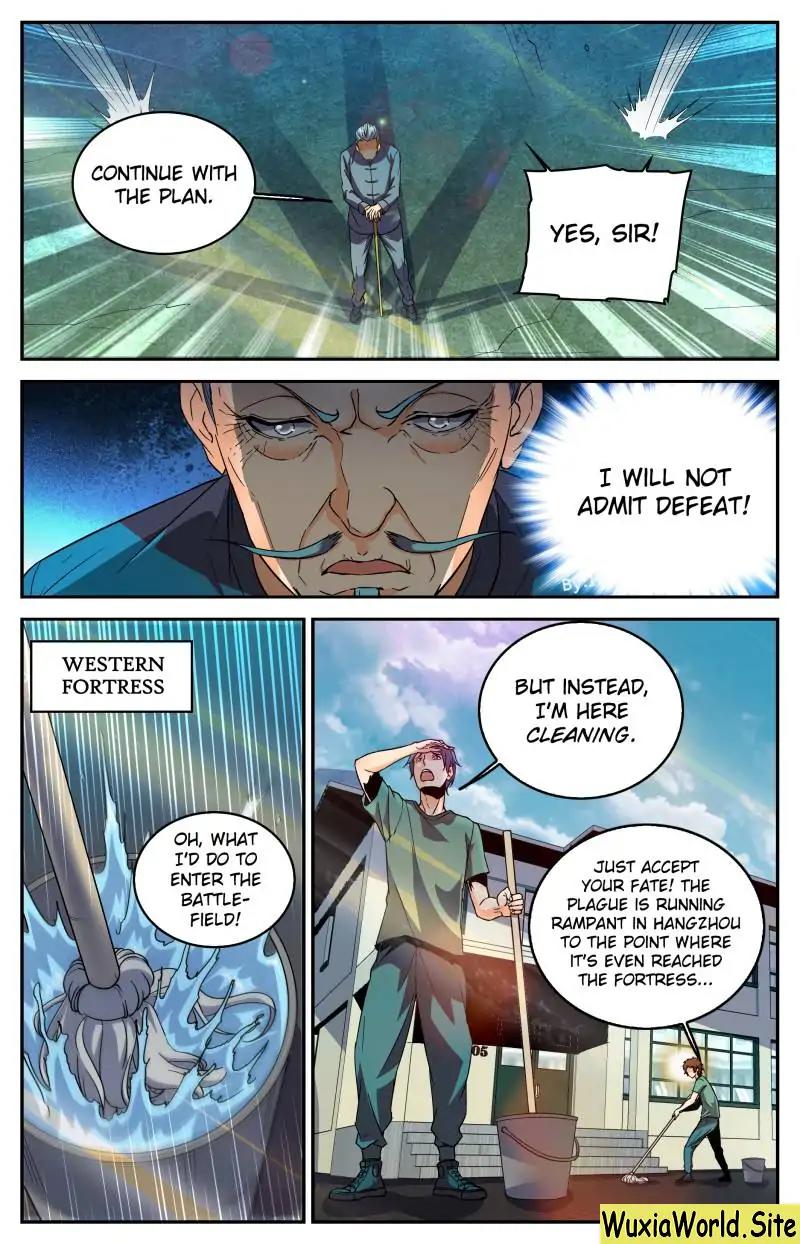 CONTINUE WITH
THE PLAN.
YES, SIR!
I WILL NOT
ADMIT DEFEAT!
By.
WESTERN
FORTRESS
OH, WHAT
I'D DO TO
ENTER THE
BATTLE-
FIELD!
BUT INSTEAD,
I'M HERE
CLEANING.
JUST ACCEPT
YOUR FATE! THE
PLAGUE IS RUNNING
RAMPANT IN HANGZHOU
TO THE POINT WHERE
IT'S EVEN REACHED
THE FORTRESS...
05
WuxiaWorld.Site